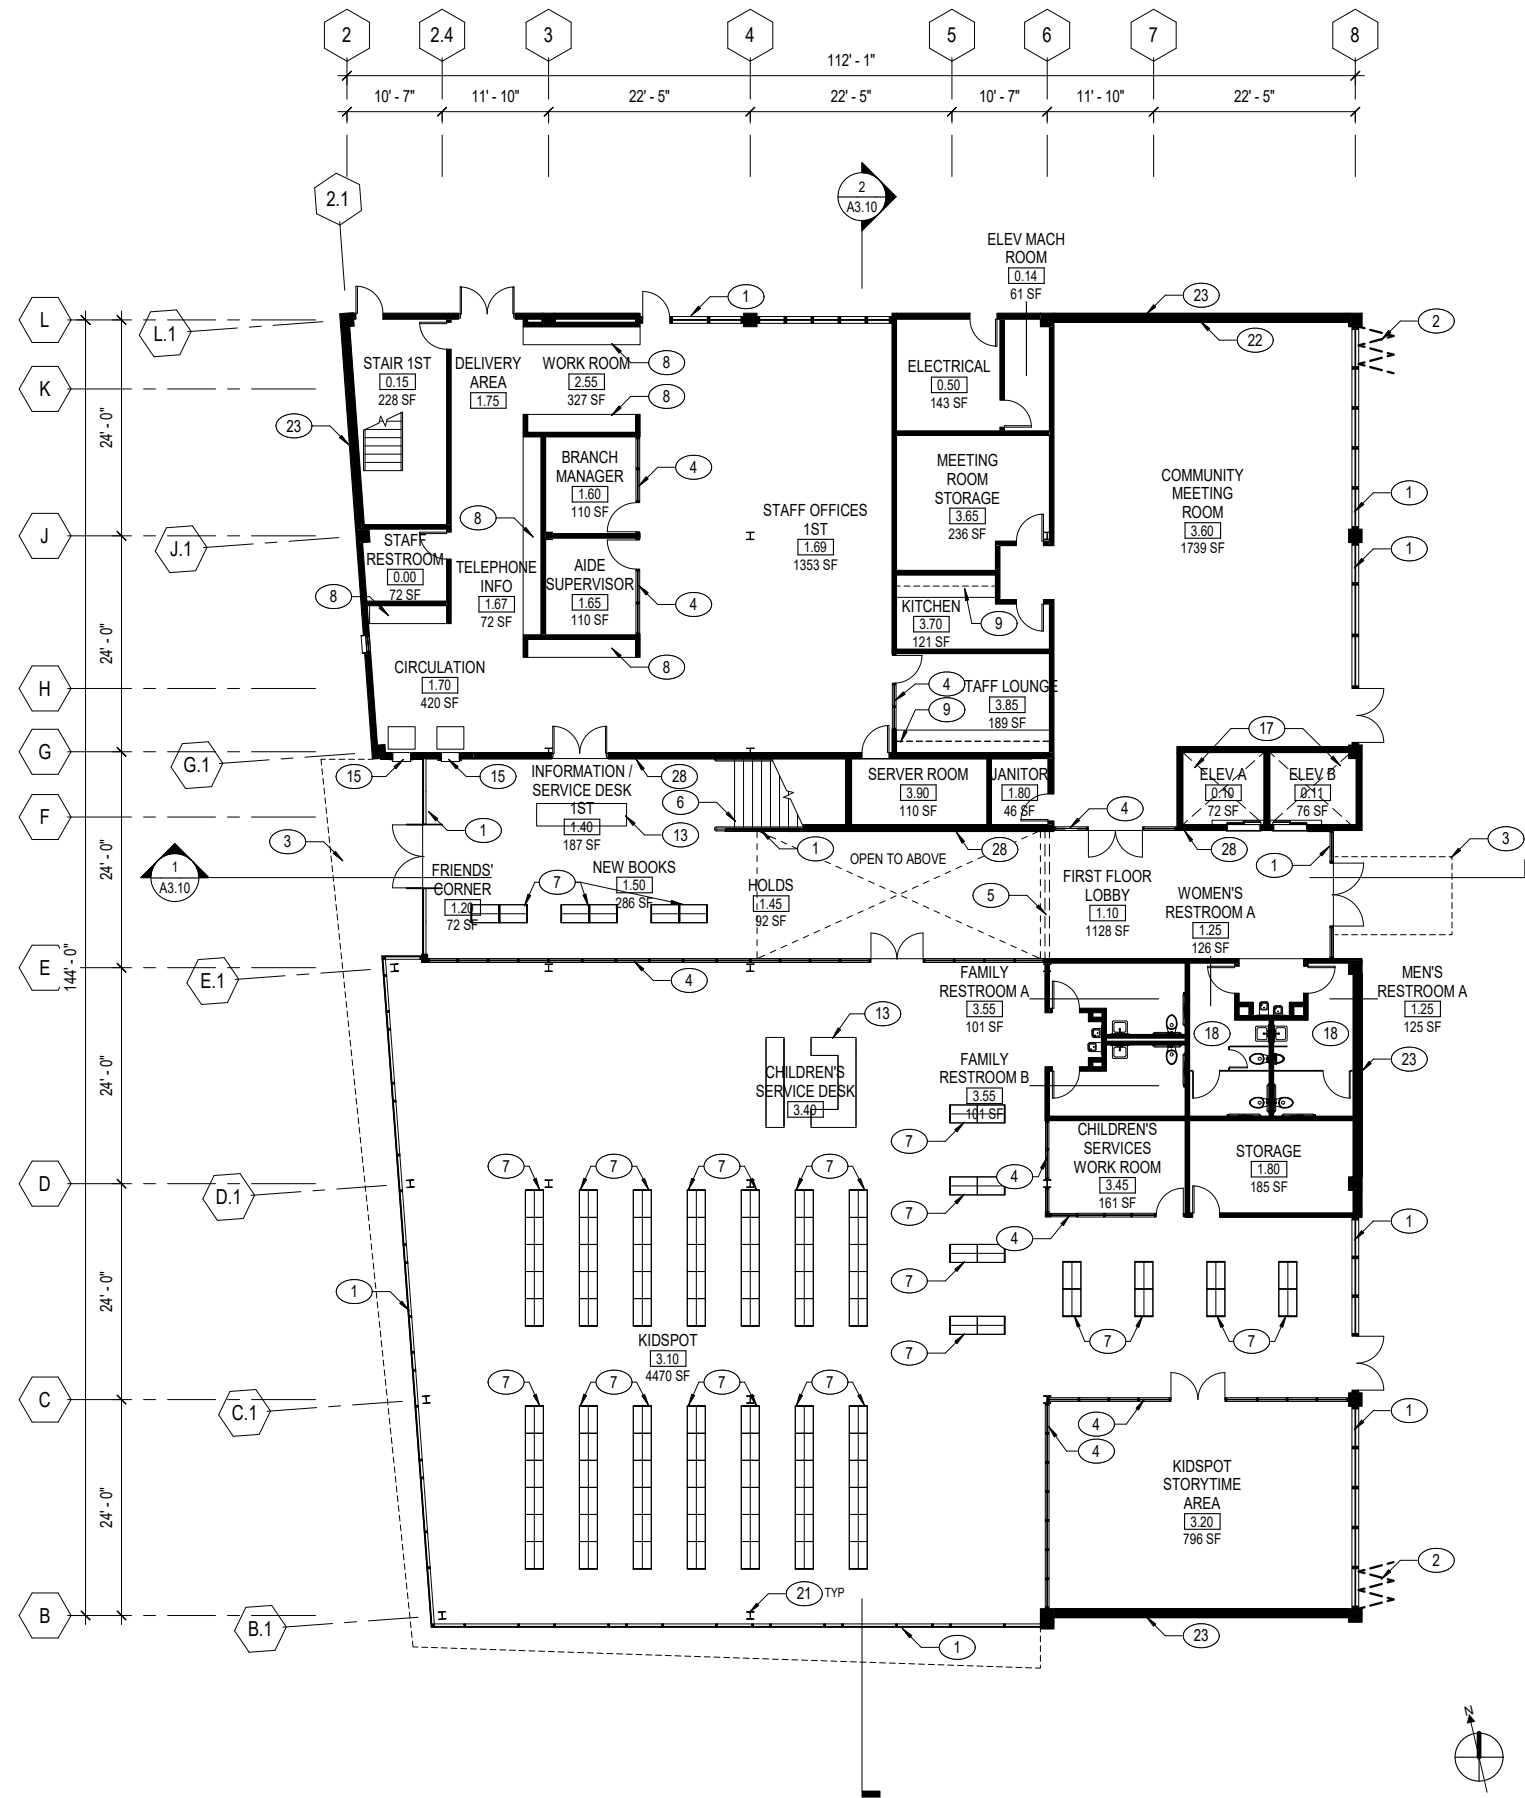 2
2.4
3
4
5
6
7
8
112' - 1"
10' - 7"
11' - 10"
22' - 5"
22' - 5"
10' - 7"
11' - 10"
22' - 5"
2.1
2
A3.10
ELEV MACH
ROOM
0.14
61 SF
L
L.1
1
23
22
2
K
STAIR 1ST
0.15
228 SF
DELIVERY
AREA
1.75
WORK ROOM
2.55
327 SF
8
8
ELECTRICAL
0.50
143 SF
23
24' - 0"
BRANCH
MANAGER
1.60
110 SF
4
MEETING
ROOM
STORAGE
3.65
236 SF
COMMUNITY
MEETING
ROOM
3.60
1739 SF
1
1
J
J.1
8
STAFF OFFICES
1ST
1.69
1353 SF
STAFF
RESTROOM
0.00
72 SF
TELEPHONE
INFO
1.67
72 SF
AIDE
SUPERVISOR
1.65
110 SF
4
8
KITCHEN
3.70
121 SF
9
24' - 0"
8
H
CIRCULATION
1.70
420 SF
4
TAFF LOUNGE
3.85
189 SF
9
17
G
G.1
15
15
INFORMATION /
SERVICE DESK
1ST
1.40
187 SF
28
6
13
SERVER ROOM
3.90
110 SF
JANITOR
1.80
46 SF
4
ELEV A
0.10
72 SF
ELEV B
0.11
76 SF
F
3
1
1
28
28
1
3
1
A3.10
24' - 0"
144' - 0"
FRIENDS'
CORNER
1.20
72 SF
7
NEW BOOKS
1.50
286 SF
HOLDS
1.45
92 SF
OPEN TO ABOVE
5
FIRST FLOOR
LOBBY
1.10
1128 SF
WOMEN'S
RESTROOM A
1.25
126 SF
E
E.1
4
FAMILY
RESTROOM A
3.55
101 SF
MEN'S
RESTROOM A
1.25
125 SF
13
18
18
23
24' - 0"
CHILDREN'S
SERVICE DESK
3.40
FAMILY
RESTROOM B
3.55
101 SF
7
CHILDREN'S
SERVICES
WORK ROOM
3.45
161 SF
STORAGE
1.80
185 SF
7
7
7
7
4
D
D.1
7
4
1
24' - 0"
1
7
7
7
7
KIDSPOT
3.10
4470 SF
7
7
7
7
7
C
C.1
4
1
4
24' - 0"
KIDSPOT
STORYTIME
AREA
3.20
796 SF
2
21 TYP
B
B.1
1
23
N